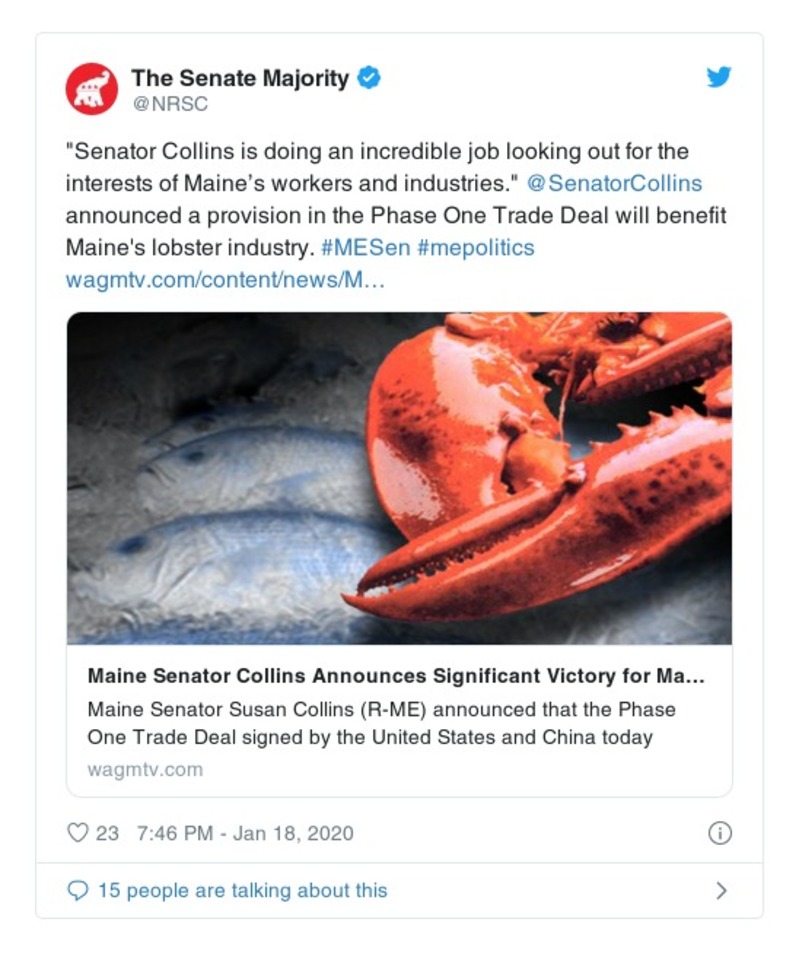 The Senate Majority
@NRSC
"Senator Collins is doing an incredible job looking out for the
interests of Maine’s workers and industries." @SenatorCollins
announced a provision in the Phase One Trade Deal will benefit
Maine's lobster industry. #MESen #mepolitics
wagmtv.com/content/news/M…
Maine Senator Collins Announces Significant Victory for Ma...
Maine Senator Susan Collins (R-ME) announced that the Phase
One Trade Deal signed by the United States and China today
wagmtv.com
23 7:46 PM - Jan 18, 2020
15 people are talking about this